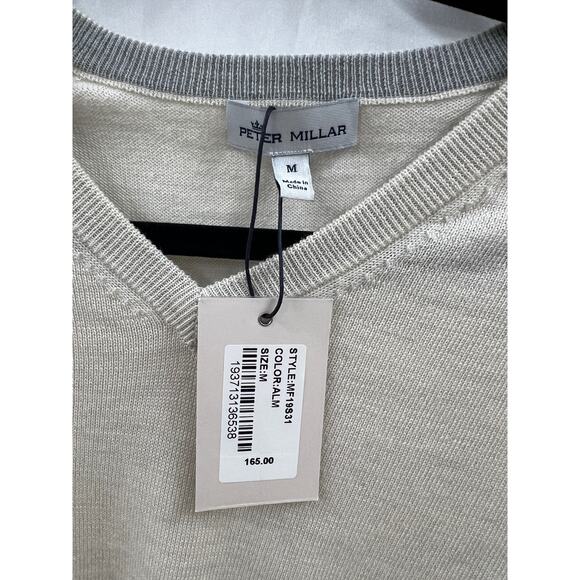 PETER MILLAR
M
Made in
China
STYLE:MF19S31
COLOR:ALM
SIZE:M
193713136538
165.00